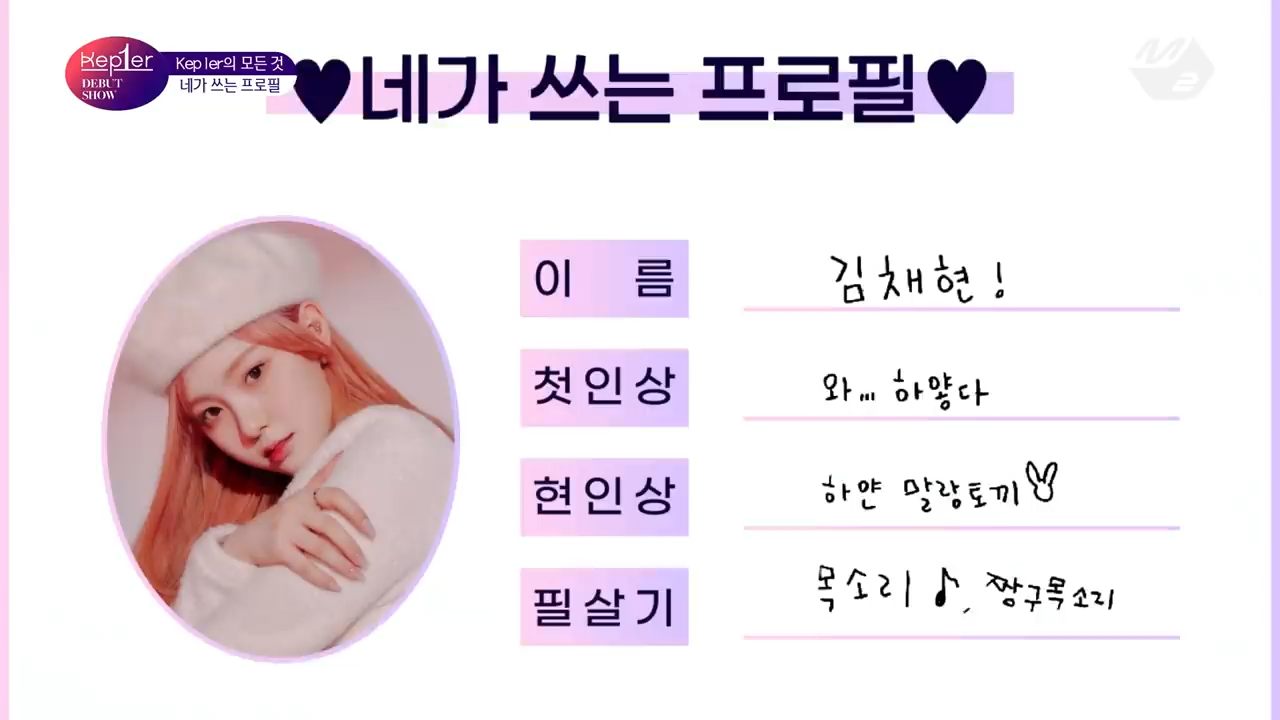 Kep1er
DEBUT
SHOW
Kep1er의 모든 것
네가 쓰는 프로필
♥네가 쓰는 프로필♥
M2
이 름
김채현!
첫인상
와... 하얗다
현인상
하얀 말랑토끼
필살기
목소리♪, 짱구목소리